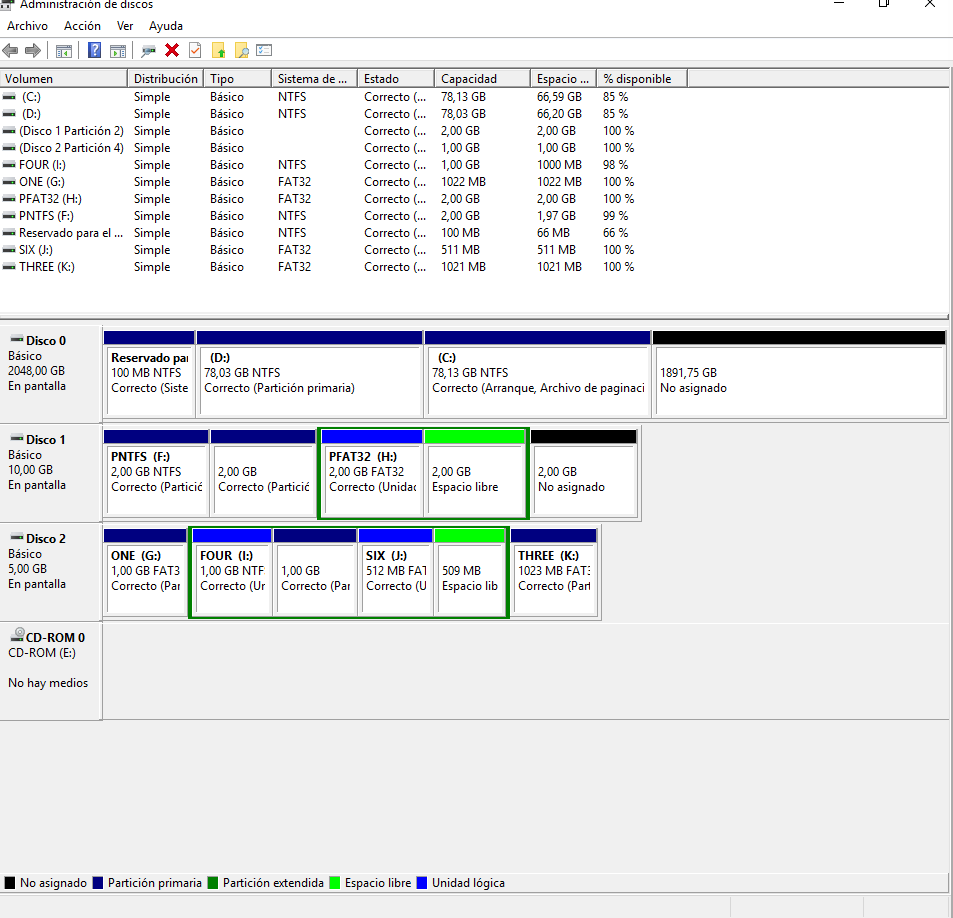 Administración de discos
Archivo Acción Ver Ayuda
Volumen Distribución Tipo Sistema de ... Estado Capacidad Espacio ... % disponible
(C:) Simple Básico NTFS Correcto (... 78,13 GB 66,59 GB 85 %
(D:) Simple Básico NTFS Correcto (... 78,03 GB 66,20 GB 85 %
(Disco 1 Partición 2) Simple Básico Correcto (... 2,00 GB 2,00 GB 100 %
(Disco 2 Partición 4) Simple Básico Correcto (... 1,00 GB 1,00 GB 100 %
FOUR (I:) Simple Básico NTFS Correcto (... 1,00 GB 1000 MB 98 %
ONE (G:) Simple Básico FAT32 Correcto (... 1022 MB 1022 MB 100 %
PFAT32 (H:) Simple Básico FAT32 Correcto (... 2,00 GB 2,00 GB 100 %
PNTFS (F:) Simple Básico NTFS Correcto (... 2,00 GB 1,97 GB 99 %
Reservado para el ... Simple Básico NTFS Correcto (... 100 MB 66 MB 66 %
SIX (J:) Simple Básico FAT32 Correcto (... 511 MB 511 MB 100 %
THREE (K:) Simple Básico FAT32 Correcto (... 1021 MB 1021 MB 100 %
Disco 0
Básico
2048,00 GB
En pantalla
Reservado par
100 MB NTFS
Correcto (Siste
(D:)
78,03 GB NTFS
Correcto (Partición primaria)
(C:)
78,13 GB NTFS
Correcto (Arranque, Archivo de paginaci
1891,75 GB
No asignado
Disco 1
Básico
10,00 GB
En pantalla
PNTFS (F:)
2,00 GB NTFS
Correcto (Partició
2,00 GB
Correcto (Partició
PFAT32 (H:)
2,00 GB FAT32
Correcto (Unidad
2,00 GB
Espacio libre
2,00 GB
No asignado
Disco 2
Básico
5,00 GB
En pantalla
ONE (G:)
1,00 GB FAT3
Correcto (Par
FOUR (I:)
1,00 GB NTF
Correcto (Ur
1,00 GB
Correcto (Par
SIX (J:)
512 MB FAT
Correcto (U
509 MB
Espacio lib
THREE (K:)
1023 MB FAT3
Correcto (Part
CD-ROM 0
CD-ROM (E:)
No hay medios
No asignado Partición primaria Partición extendida Espacio libre Unidad lógica